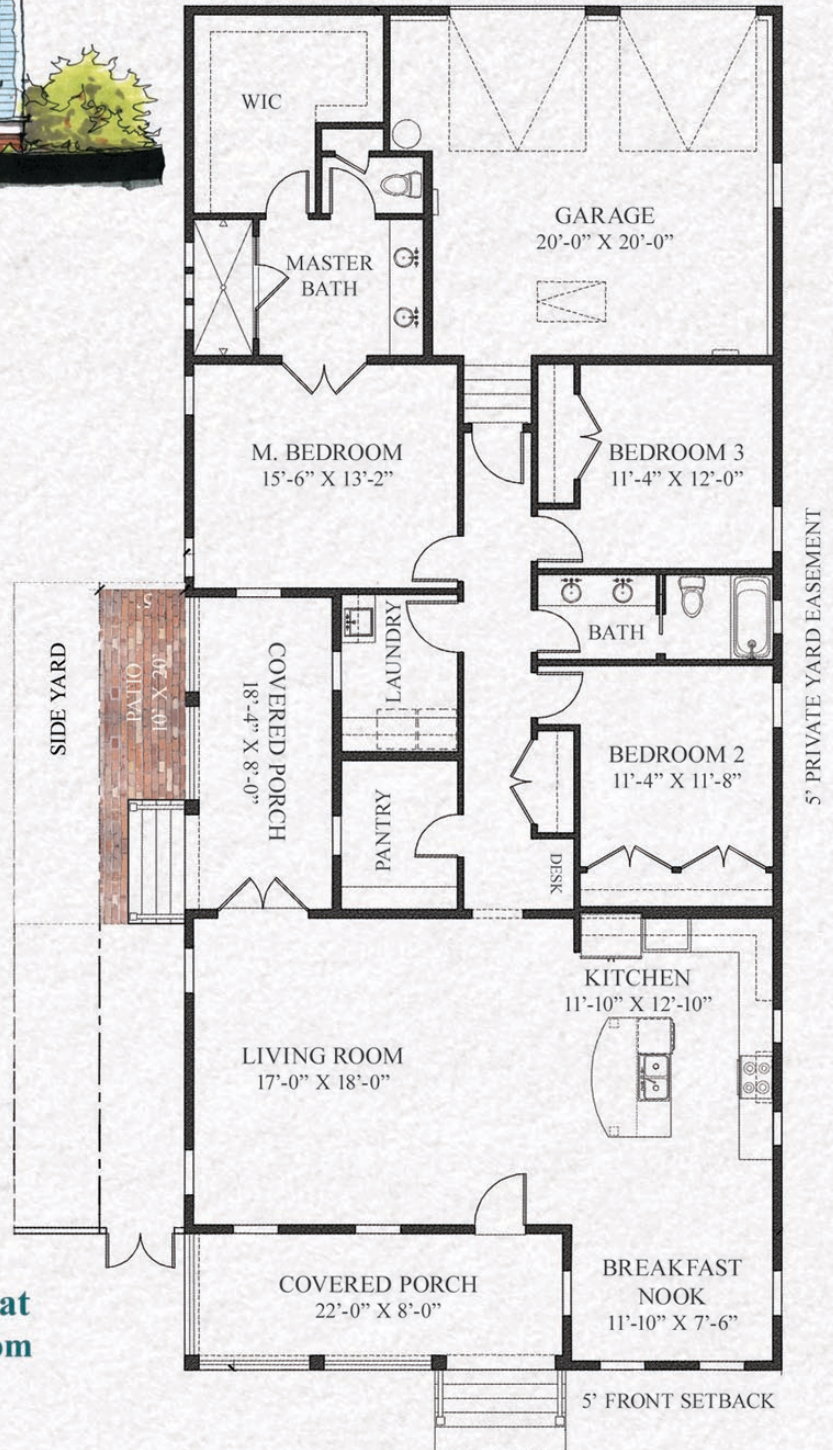 WIC
GARAGE
20'-0" X 20'-0"
MASTER
BATH
M. BEDROOM
15'-6" X 13'-2"
BEDROOM 3
11'-4" X 12'-0"
5' PRIVATE YARD EASEMENT
SIDE YARD
5'
PATIO
10' X 20'
COVERED PORCH
18'-4" X 8'-0"
LAUNDRY
BATH
BEDROOM 2
11'-4" X 11'-8"
PANTRY
DESK
KITCHEN
11'-10" X 12'-10"
LIVING ROOM
17'-0" X 18'-0"
COVERED PORCH
22'-0" X 8'-0"
BREAKFAST
NOOK
11'-10" X 7'-6"
at
om
5' FRONT SETBACK